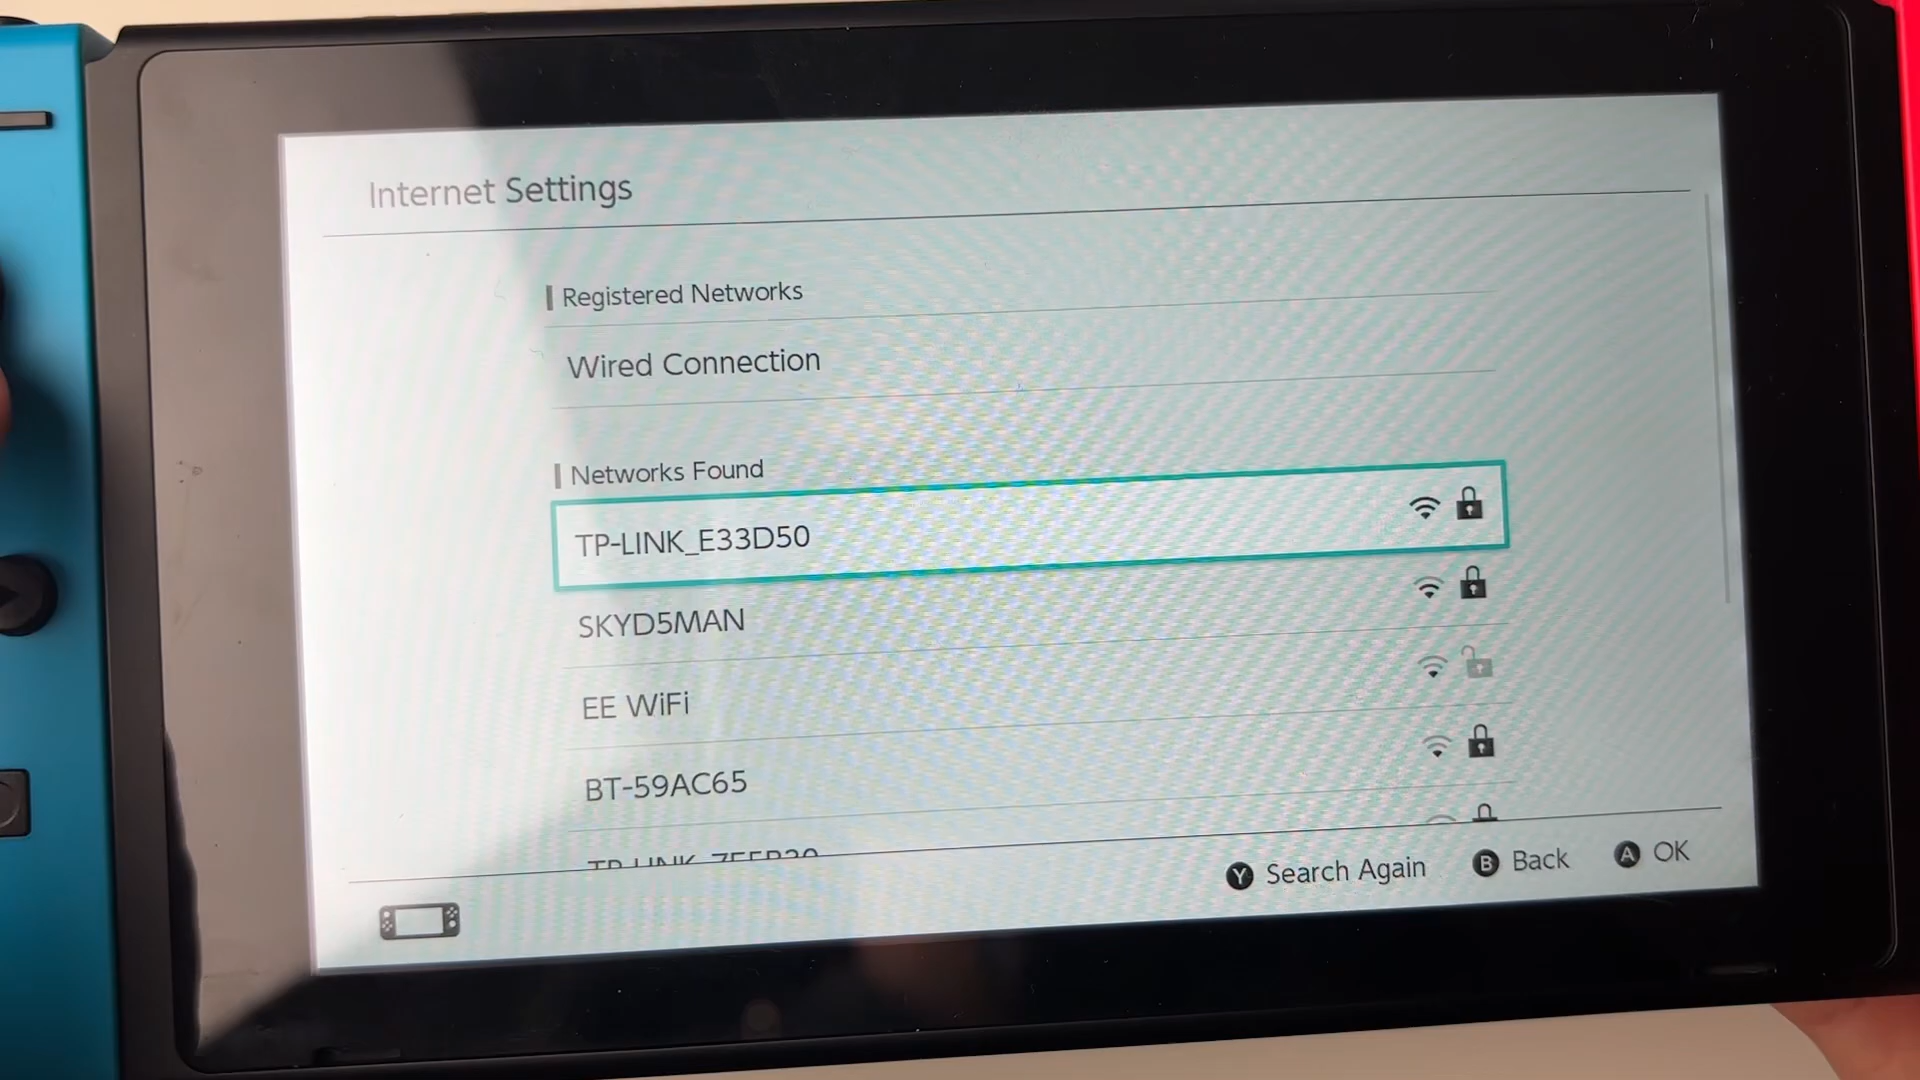 Internet Settings
Registered Networks
Wired Connection
Networks Found
TP-LINK_E33D50
SKYD5MAN
EE WiFi
BT-59AC65
Y Search Again B Back A OK